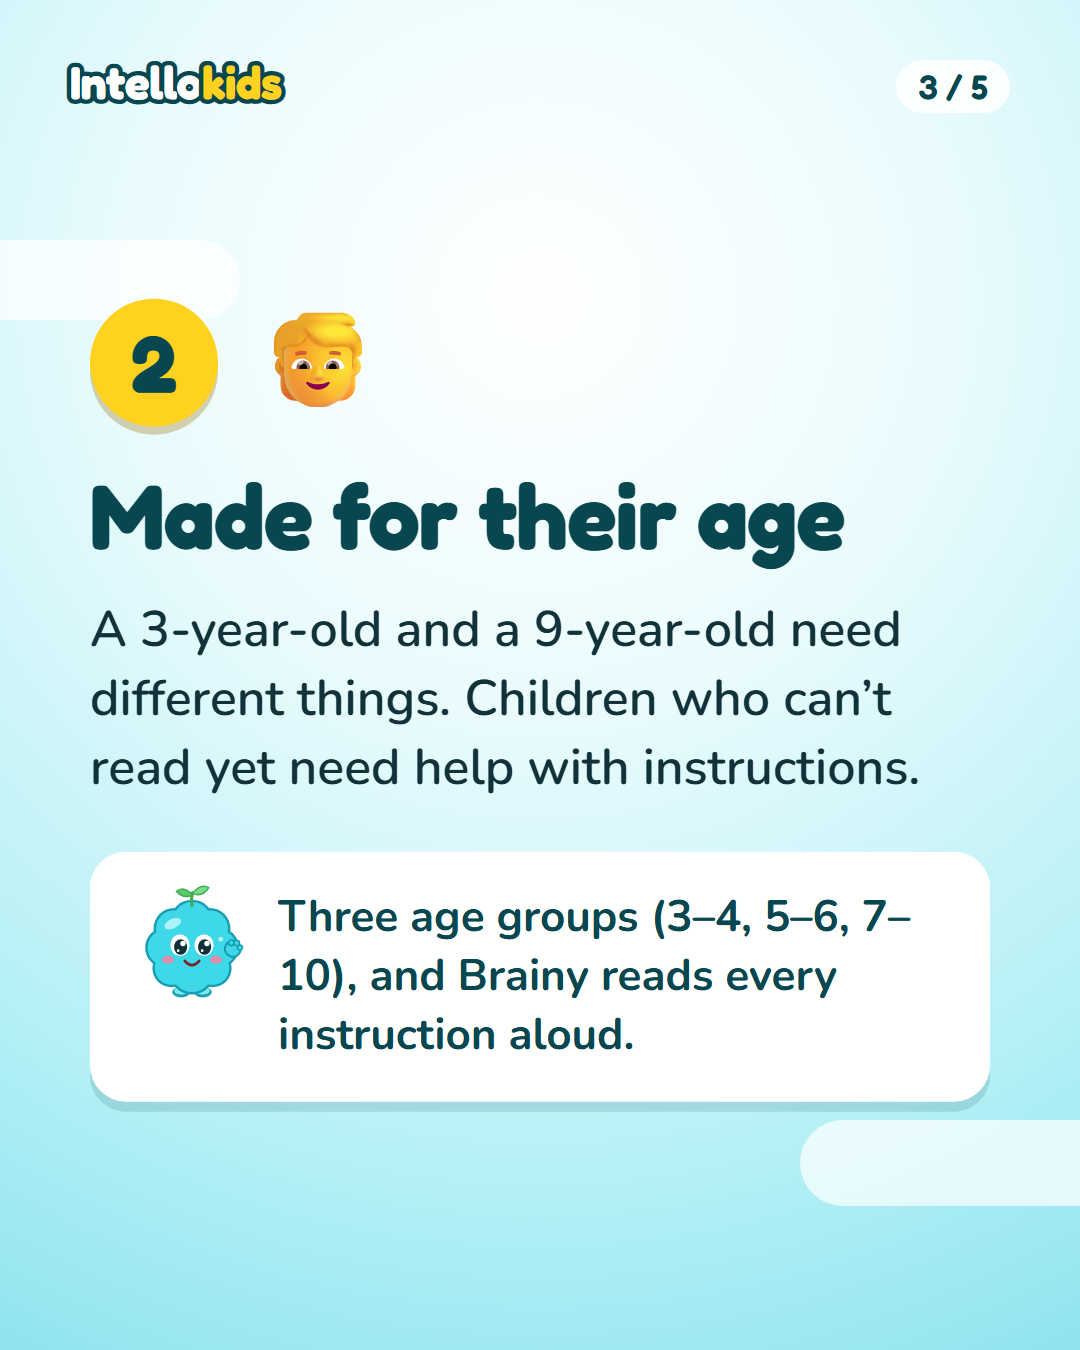 Intellokids
3 / 5
2
Made for their age
A 3-year-old and a 9-year-old need
different things. Children who can’t
read yet need help with instructions.
Three age groups (3–4, 5–6, 7–
10), and Brainy reads every
instruction aloud.